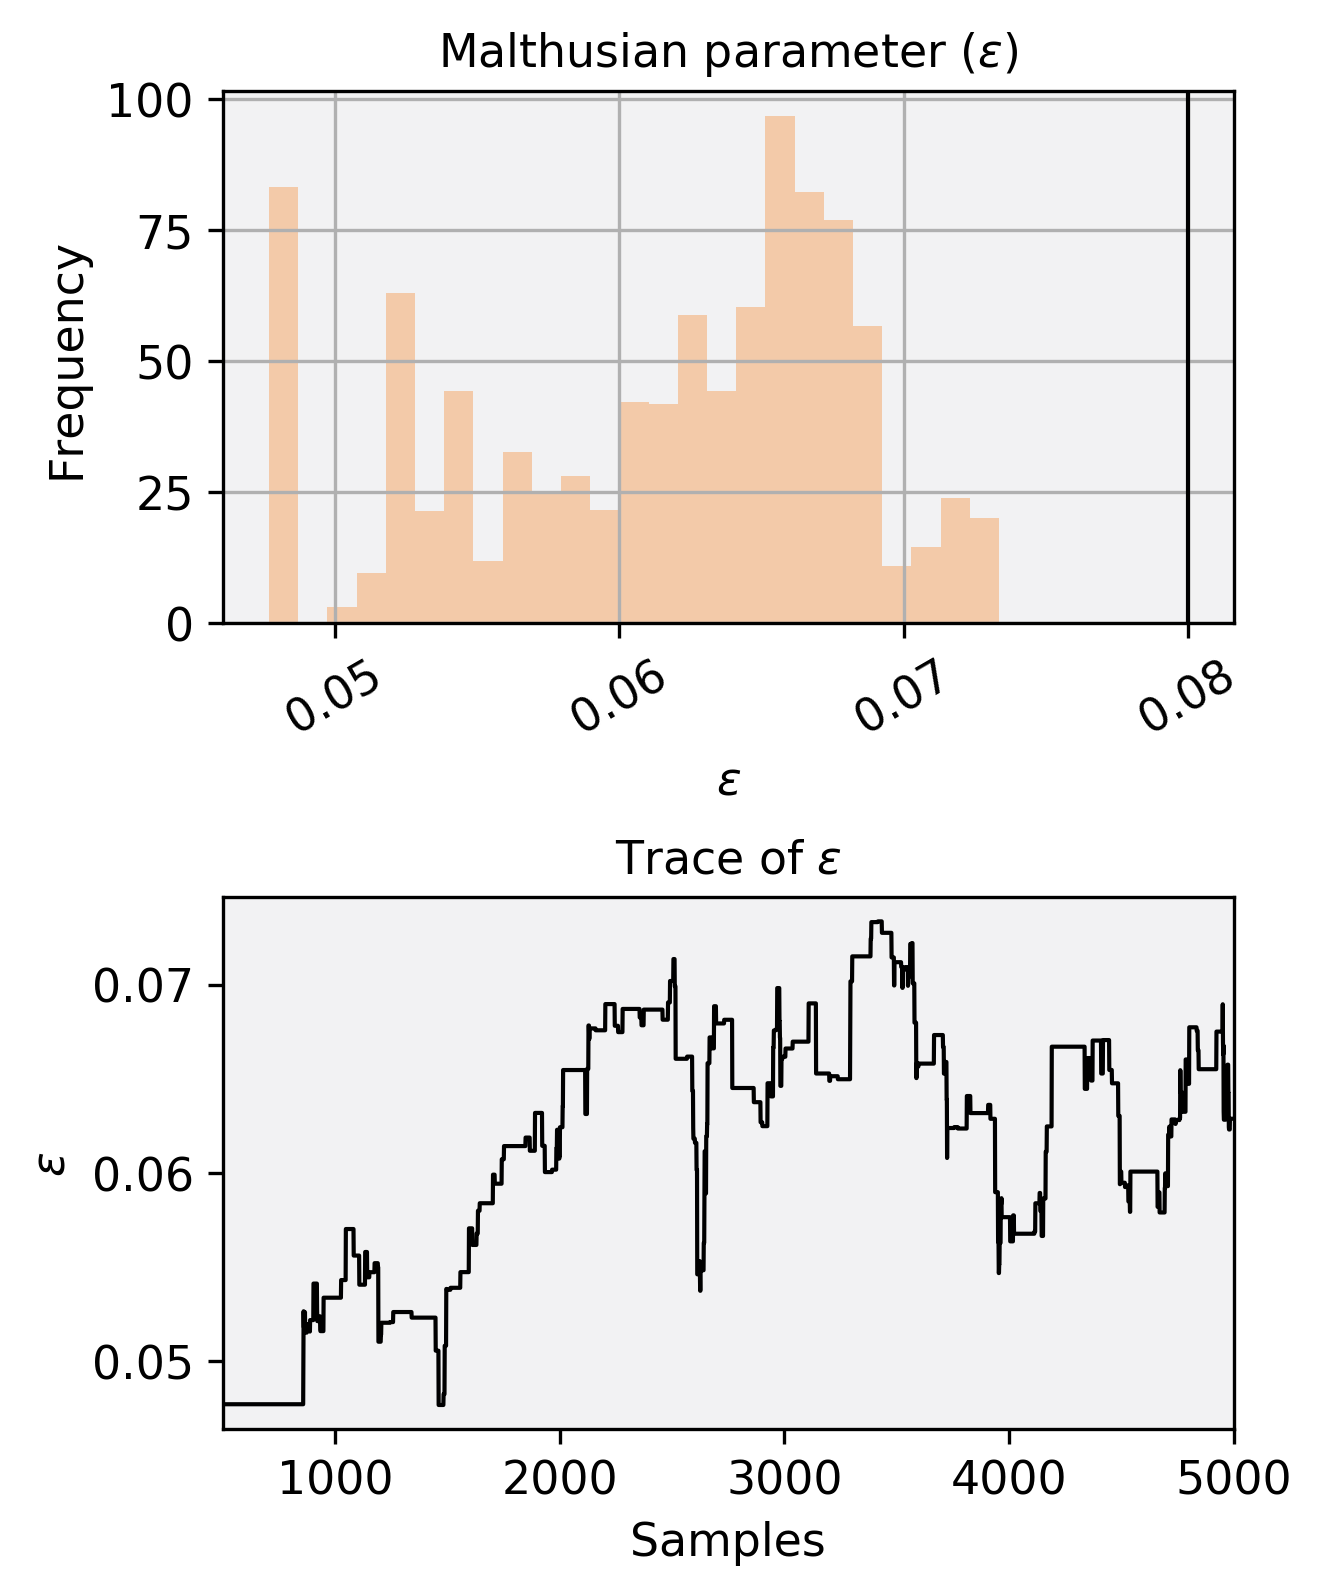 Malthusian parameter (ε)
100
75
50
25
0
Frequency
0.05 0.06 0.07 0.08
ε
Trace of ε
0.07
0.06
0.05
ε
1000 2000 3000 4000 5000
Samples